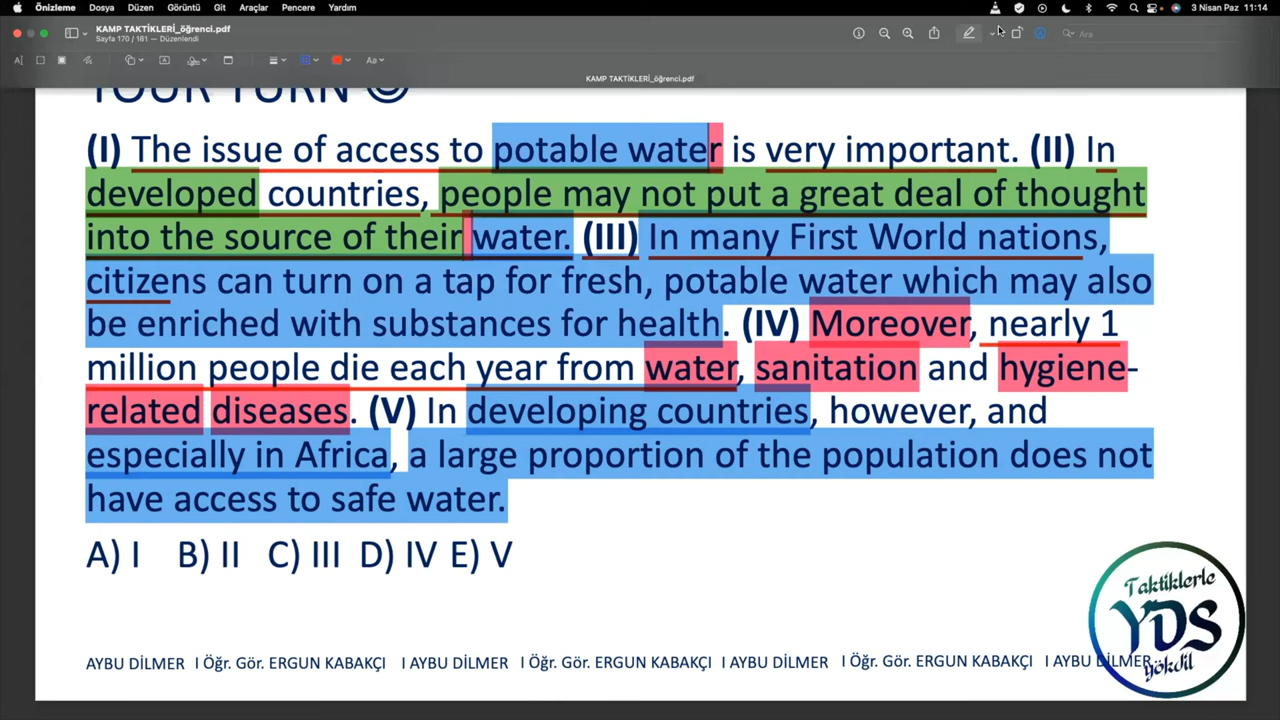 Önizleme Dosya Düzen Görüntü Git Araçlar Pencere Yardım 3 Nisan Paz 11:14
KAMP TAKTİKLERİ_öğrenci.pdf
Sayfa 170 / 181 — Düzenlendi
Ara
Aa
KAMP TAKTİKLERİ_öğrenci.pdf
YOUR TURN
(I) The issue of access to potable water is very important. (II) In
developed countries, people may not put a great deal of thought
into the source of their water. (III) In many First World nations,
citizens can turn on a tap for fresh, potable water which may also
be enriched with substances for health. (IV) Moreover, nearly 1
million people die each year from water, sanitation and hygiene-
related diseases. (V) In developing countries, however, and
especially in Africa, a large proportion of the population does not
have access to safe water.
A) I B) II C) III D) IV E) V
Taktiklerle
YDS
yökdil
AYBU DİLMER I Öğr. Gör. ERGUN KABAKÇI I AYBU DİLMER I Öğr. Gör. ERGUN KABAKÇI I AYBU DİLMER I Öğr. Gör. ERGUN KABAKÇI I AYBU DİLMER